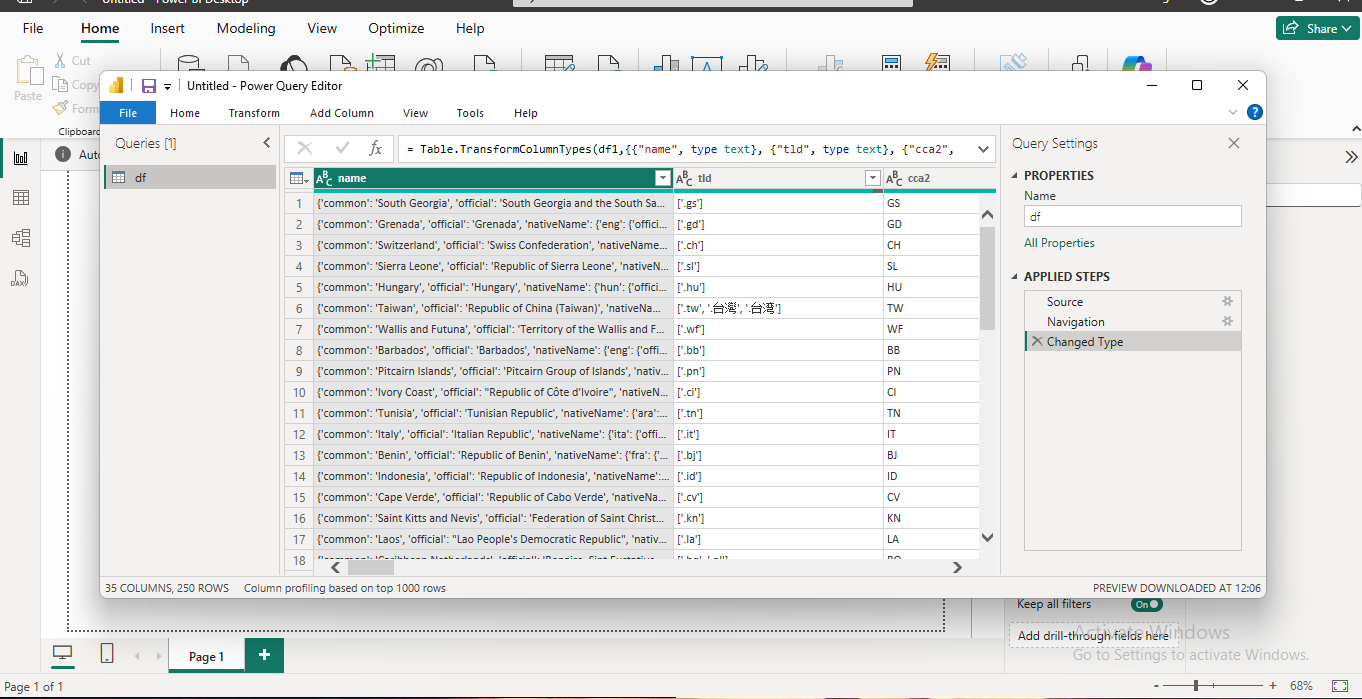 File Home Insert Modeling View Optimize Help Share
Paste Cut
Copy
Form
Clipboard
Untitled - Power Query Editor
File Home Transform Add Column View Tools Help
Queries [1]
df
= Table.TransformColumnTypes(df1,{{"name", type text}, {"tld", type text}, {"cca2",
name tld cca2
1 {'common': 'South Georgia', 'official': 'South Georgia and the South Sa... ['.gs'] GS
2 {'common': 'Grenada', 'official': 'Grenada', 'nativeName': {'eng': {'offici... ['.gd'] GD
3 {'common': 'Switzerland', 'official': 'Swiss Confederation', 'nativeName... ['.ch'] CH
4 {'common': 'Sierra Leone', 'official': 'Republic of Sierra Leone', 'nativeN... ['.sl'] SL
5 {'common': 'Hungary', 'official': 'Hungary', 'nativeName': {'hun': {'offici... ['.hu'] HU
6 {'common': 'Taiwan', 'official': 'Republic of China (Taiwan)', 'nativeNa... ['.tw', '.台灣', '.台湾'] TW
7 {'common': 'Wallis and Futuna', 'official': 'Territory of the Wallis and F... ['.wf'] WF
8 {'common': 'Barbados', 'official': 'Barbados', 'nativeName': {'eng': {'offi... ['.bb'] BB
9 {'common': 'Pitcairn Islands', 'official': 'Pitcairn Group of Islands', 'nativ... ['.pn'] PN
10 {'common': 'Ivory Coast', 'official': "Republic of Côte d'Ivoire", 'nativeN... ['.ci'] CI
11 {'common': 'Tunisia', 'official': 'Tunisian Republic', 'nativeName': {'ara':... ['.tn'] TN
12 {'common': 'Italy', 'official': 'Italian Republic', 'nativeName': {'ita': {'offi... ['.it'] IT
13 {'common': 'Benin', 'official': 'Republic of Benin', 'nativeName': {'fra': {'... ['.bj'] BJ
14 {'common': 'Indonesia', 'official': 'Republic of Indonesia', 'nativeName':... ['.id'] ID
15 {'common': 'Cape Verde', 'official': 'Republic of Cabo Verde', 'nativeNa... ['.cv'] CV
16 {'common': 'Saint Kitts and Nevis', 'official': 'Federation of Saint Christ... ['.kn'] KN
17 {'common': 'Laos', 'official': "Lao People's Democratic Republic", 'nativ... ['.la'] LA
18
Query Settings
PROPERTIES
Name
df
All Properties
APPLIED STEPS
Source
Navigation
Changed Type
35 COLUMNS, 250 ROWS Column profiling based on top 1000 rows PREVIEW DOWNLOADED AT 12:06
Keep all filters On
Add drill-through fields here
Activate Windows
Go to Settings to activate Windows.
Page 1
Page 1 of 1 - + 68%